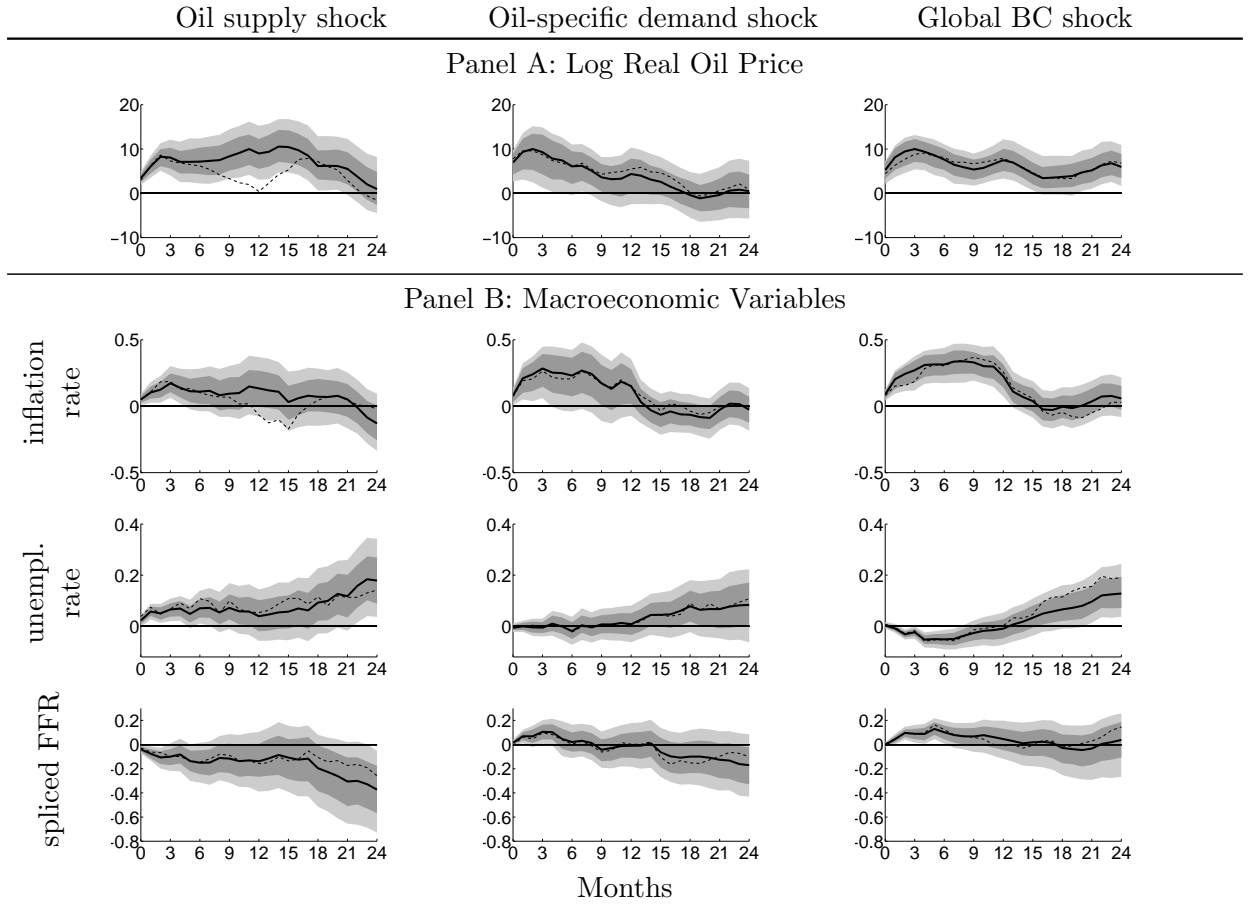 Oil supply shock Oil-specific demand shock Global BC shock
Panel A: Log Real Oil Price
20 20 20
10 10 10
0 0 0
−10 −10 −10
0 3 6 9 12 15 18 21 24 0 3 6 9 12 15 18 21 24 0 3 6 9 12 15 18 21 24
Panel B: Macroeconomic Variables
inflation
rate
0.5 0.5 0.5
0 0 0
-0.5 -0.5 -0.5
0 3 6 9 12 15 18 21 24 0 3 6 9 12 15 18 21 24 0 3 6 9 12 15 18 21 24
unempl.
rate
0.4 0.4 0.4
0.2 0.2 0.2
0 0 0
0 3 6 9 12 15 18 21 24 0 3 6 9 12 15 18 21 24 0 3 6 9 12 15 18 21 24
spliced FFR
0.2 0.2 0.2
0 0 0
-0.2 -0.2 -0.2
-0.4 -0.4 -0.4
-0.6 -0.6 -0.6
-0.8 -0.8 -0.8
0 3 6 9 12 15 18 21 24 0 3 6 9 12 15 18 21 24 0 3 6 9 12 15 18 21 24
Months